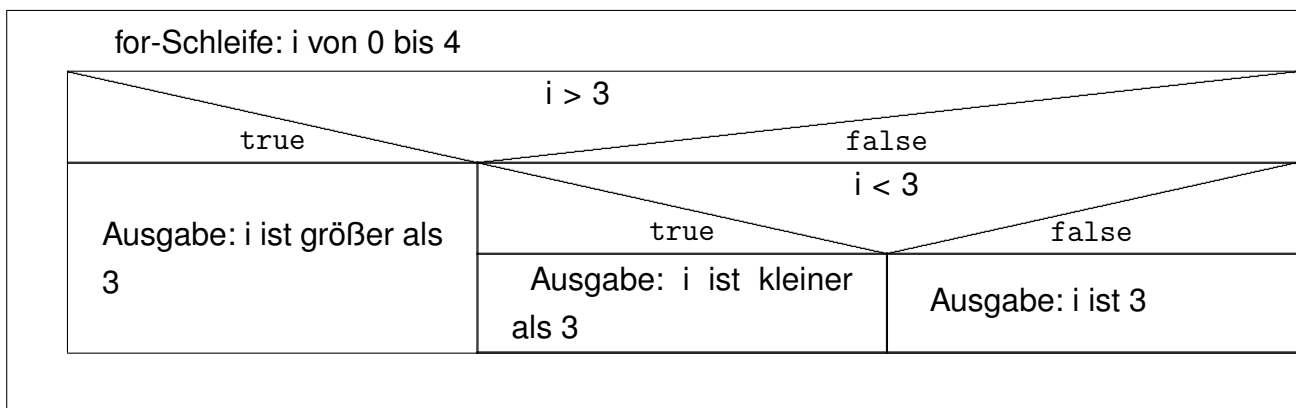 for-Schleife: i von 0 bis 4
i > 3
true
false
i < 3
Ausgabe: i ist größer als
3
true
false
Ausgabe: i ist kleiner
als 3
Ausgabe: i ist 3